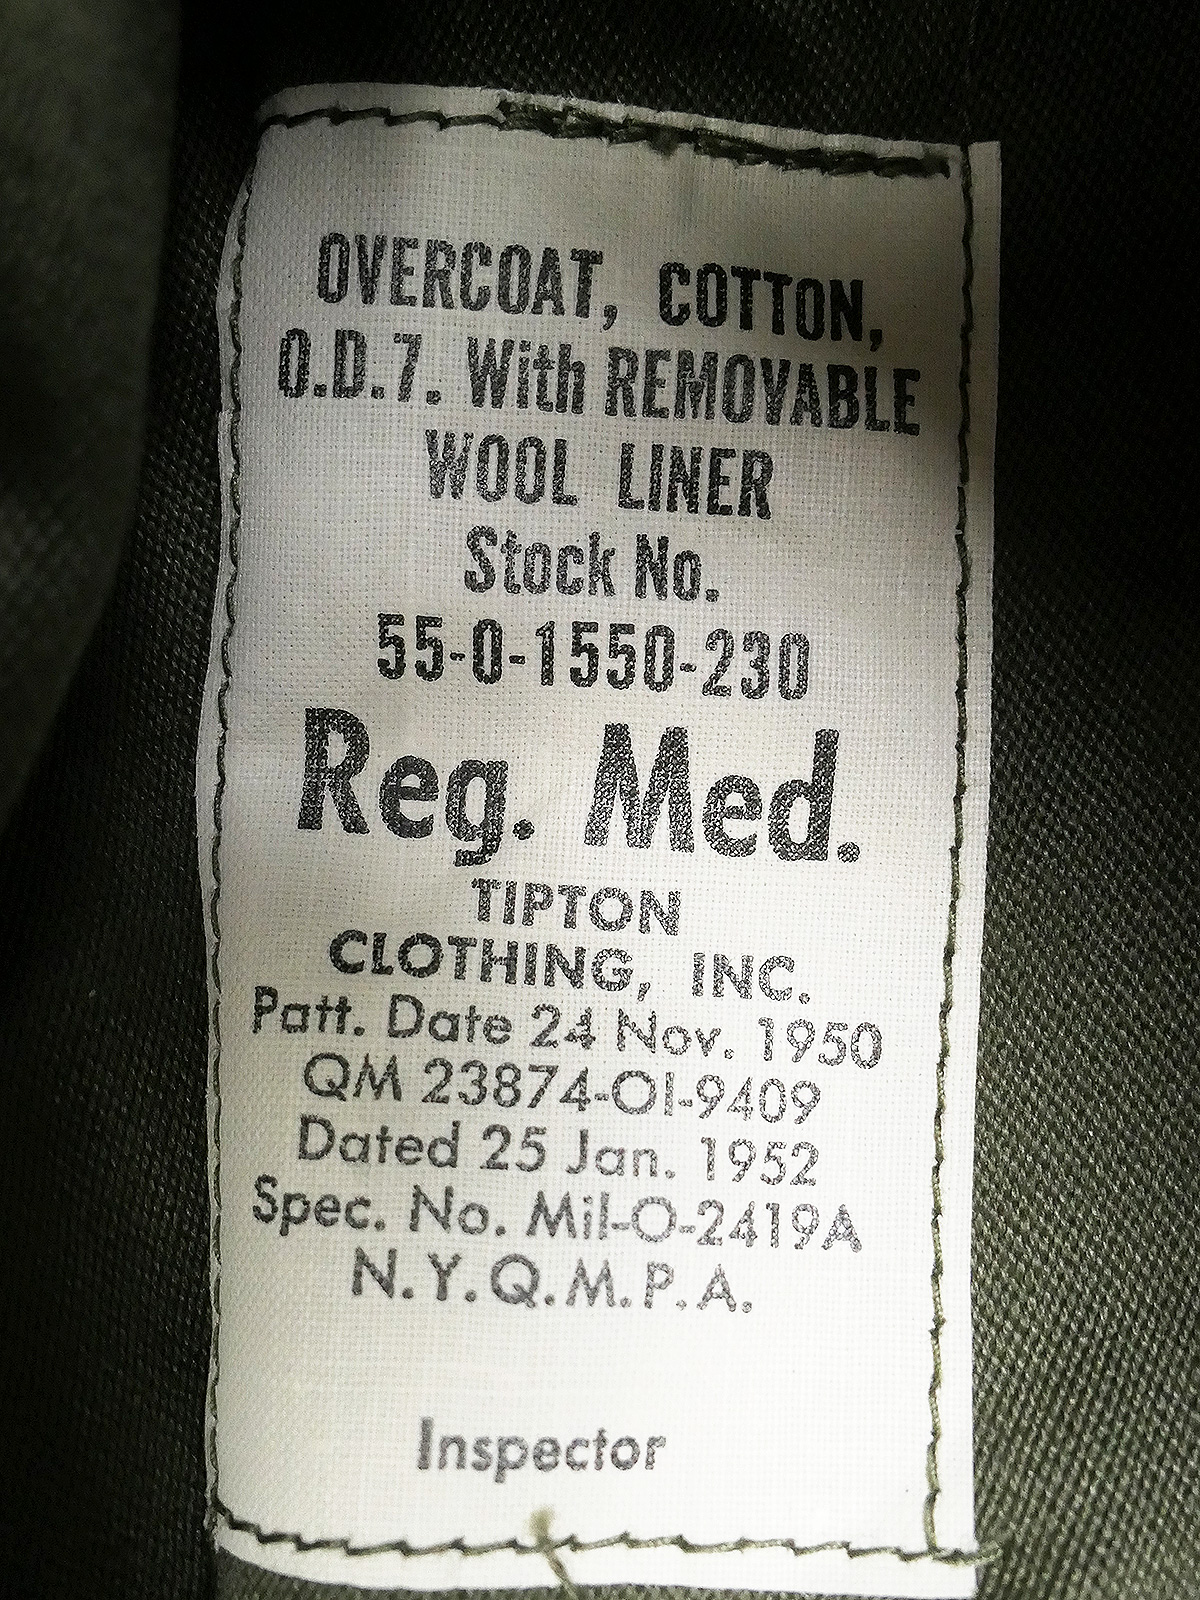 OVERCOAT, COTTON,
O.D.7. With REMOVABLE
WOOL LINER
Stock No.
55-0-1550-230
Reg. Med.
TIPTON
CLOTHING, INC.
Patt. Date 24 Nov. 1950
QM 23874-OI-9409
Dated 25 Jan. 1952
Spec. No. Mil-O-2419A
N.Y.Q.M.P.A.
Inspector